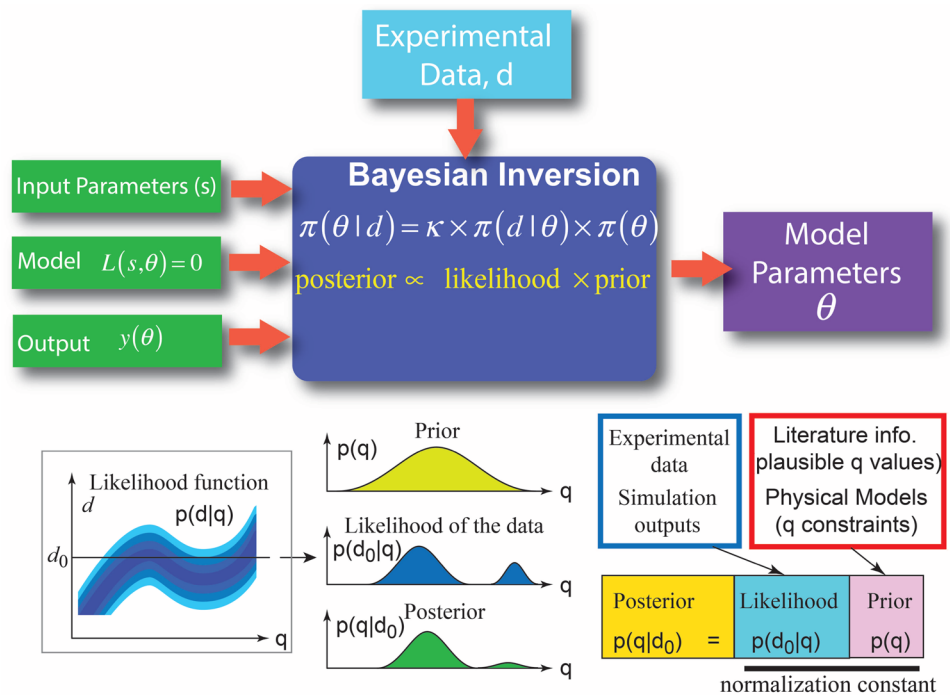 Experimental
Data, d
Input Parameters (s)
Model L(s,θ)=0
Output y(θ)
Bayesian Inversion
π(θ|d)=κ×π(d|θ)×π(θ)
posterior ∝ likelihood ×prior
Model
Parameters
θ
Likelihood function
d
p(d|q)
d₀
q
Prior
p(q)
q
Likelihood of the data
p(d₀|q)
q
Posterior
p(q|d₀)
q
Experimental
data
Simulation
outputs
Literature info.
plausible q values)
Physical Models
(q constraints)
Posterior Likelihood Prior
p(q|d₀) = p(d₀|q) p(q)
normalization constant